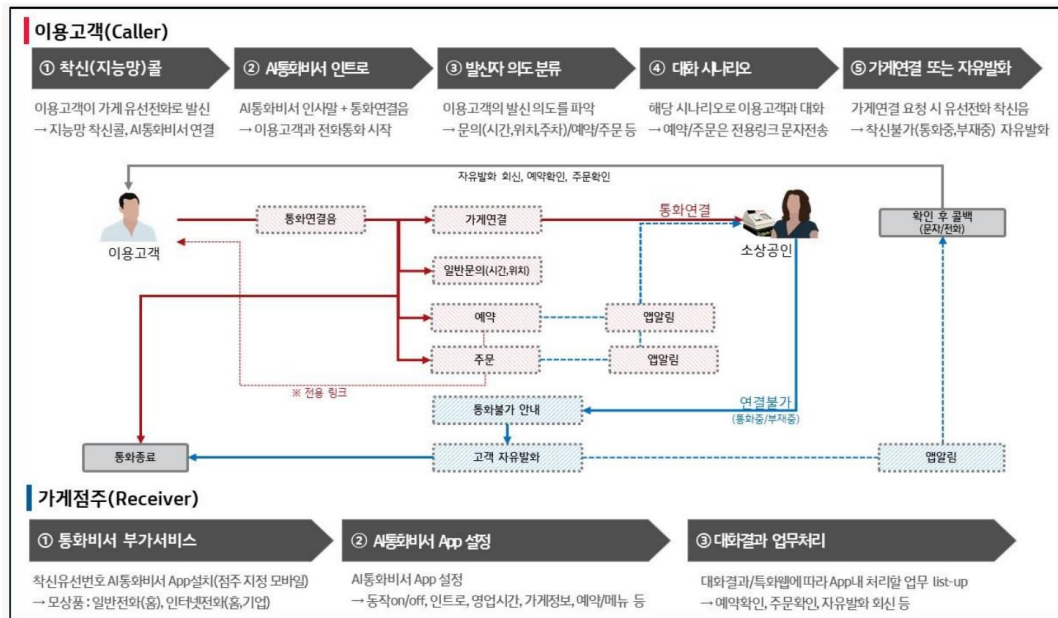 이용고객(Caller)
① 착신(지능망)콜
② AI통화비서 인트로
③ 발신자 의도 분류
④ 대화 시나리오
⑤ 가게연결 또는 자유발화
이용고객이 가게 유선전화로 발신
→ 지능망 착신콜, AI통화비서 연결
AI통화비서 인사말 + 통화연결음
→ 이용고객과 전화통화 시작
이용고객의 발신 의도를 파악
→ 문의(시간,위치,주차)/예약/주문 등
해당 시나리오로 이용고객과 대화
→ 예약/주문은 전용링크 문자전송
가게연결 요청 시 유선전화 착신음
→ 착신불가(통화중,부재중) 자유발화
자유발화 회신, 예약확인, 주문확인
이용고객
통화연결음
가게연결
통화연결
소상공인
확인 후 콜백
(문자/전화)
일반문의(시간,위치)
예약
앱알림
주문
앱알림
※ 전용 링크
통화불가 안내
연결불가
(통화중/부재중)
통화종료
고객 자유발화
앱알림
가게점주(Receiver)
① 통화비서 부가서비스
② AI통화비서 App 설정
③ 대화결과 업무처리
착신유선번호 AI통화비서 App설치(점주 지정 모바일)
→ 모상품 : 일반전화(홈), 인터넷전화(홈,기업)
AI통화비서 App 설정
→ 동작on/off, 인트로, 영업시간, 가게정보, 예약/메뉴 등
대화결과/특화웹에 따라 App내 처리할 업무 list-up
→ 예약확인, 주문확인, 자유발화 회신 등